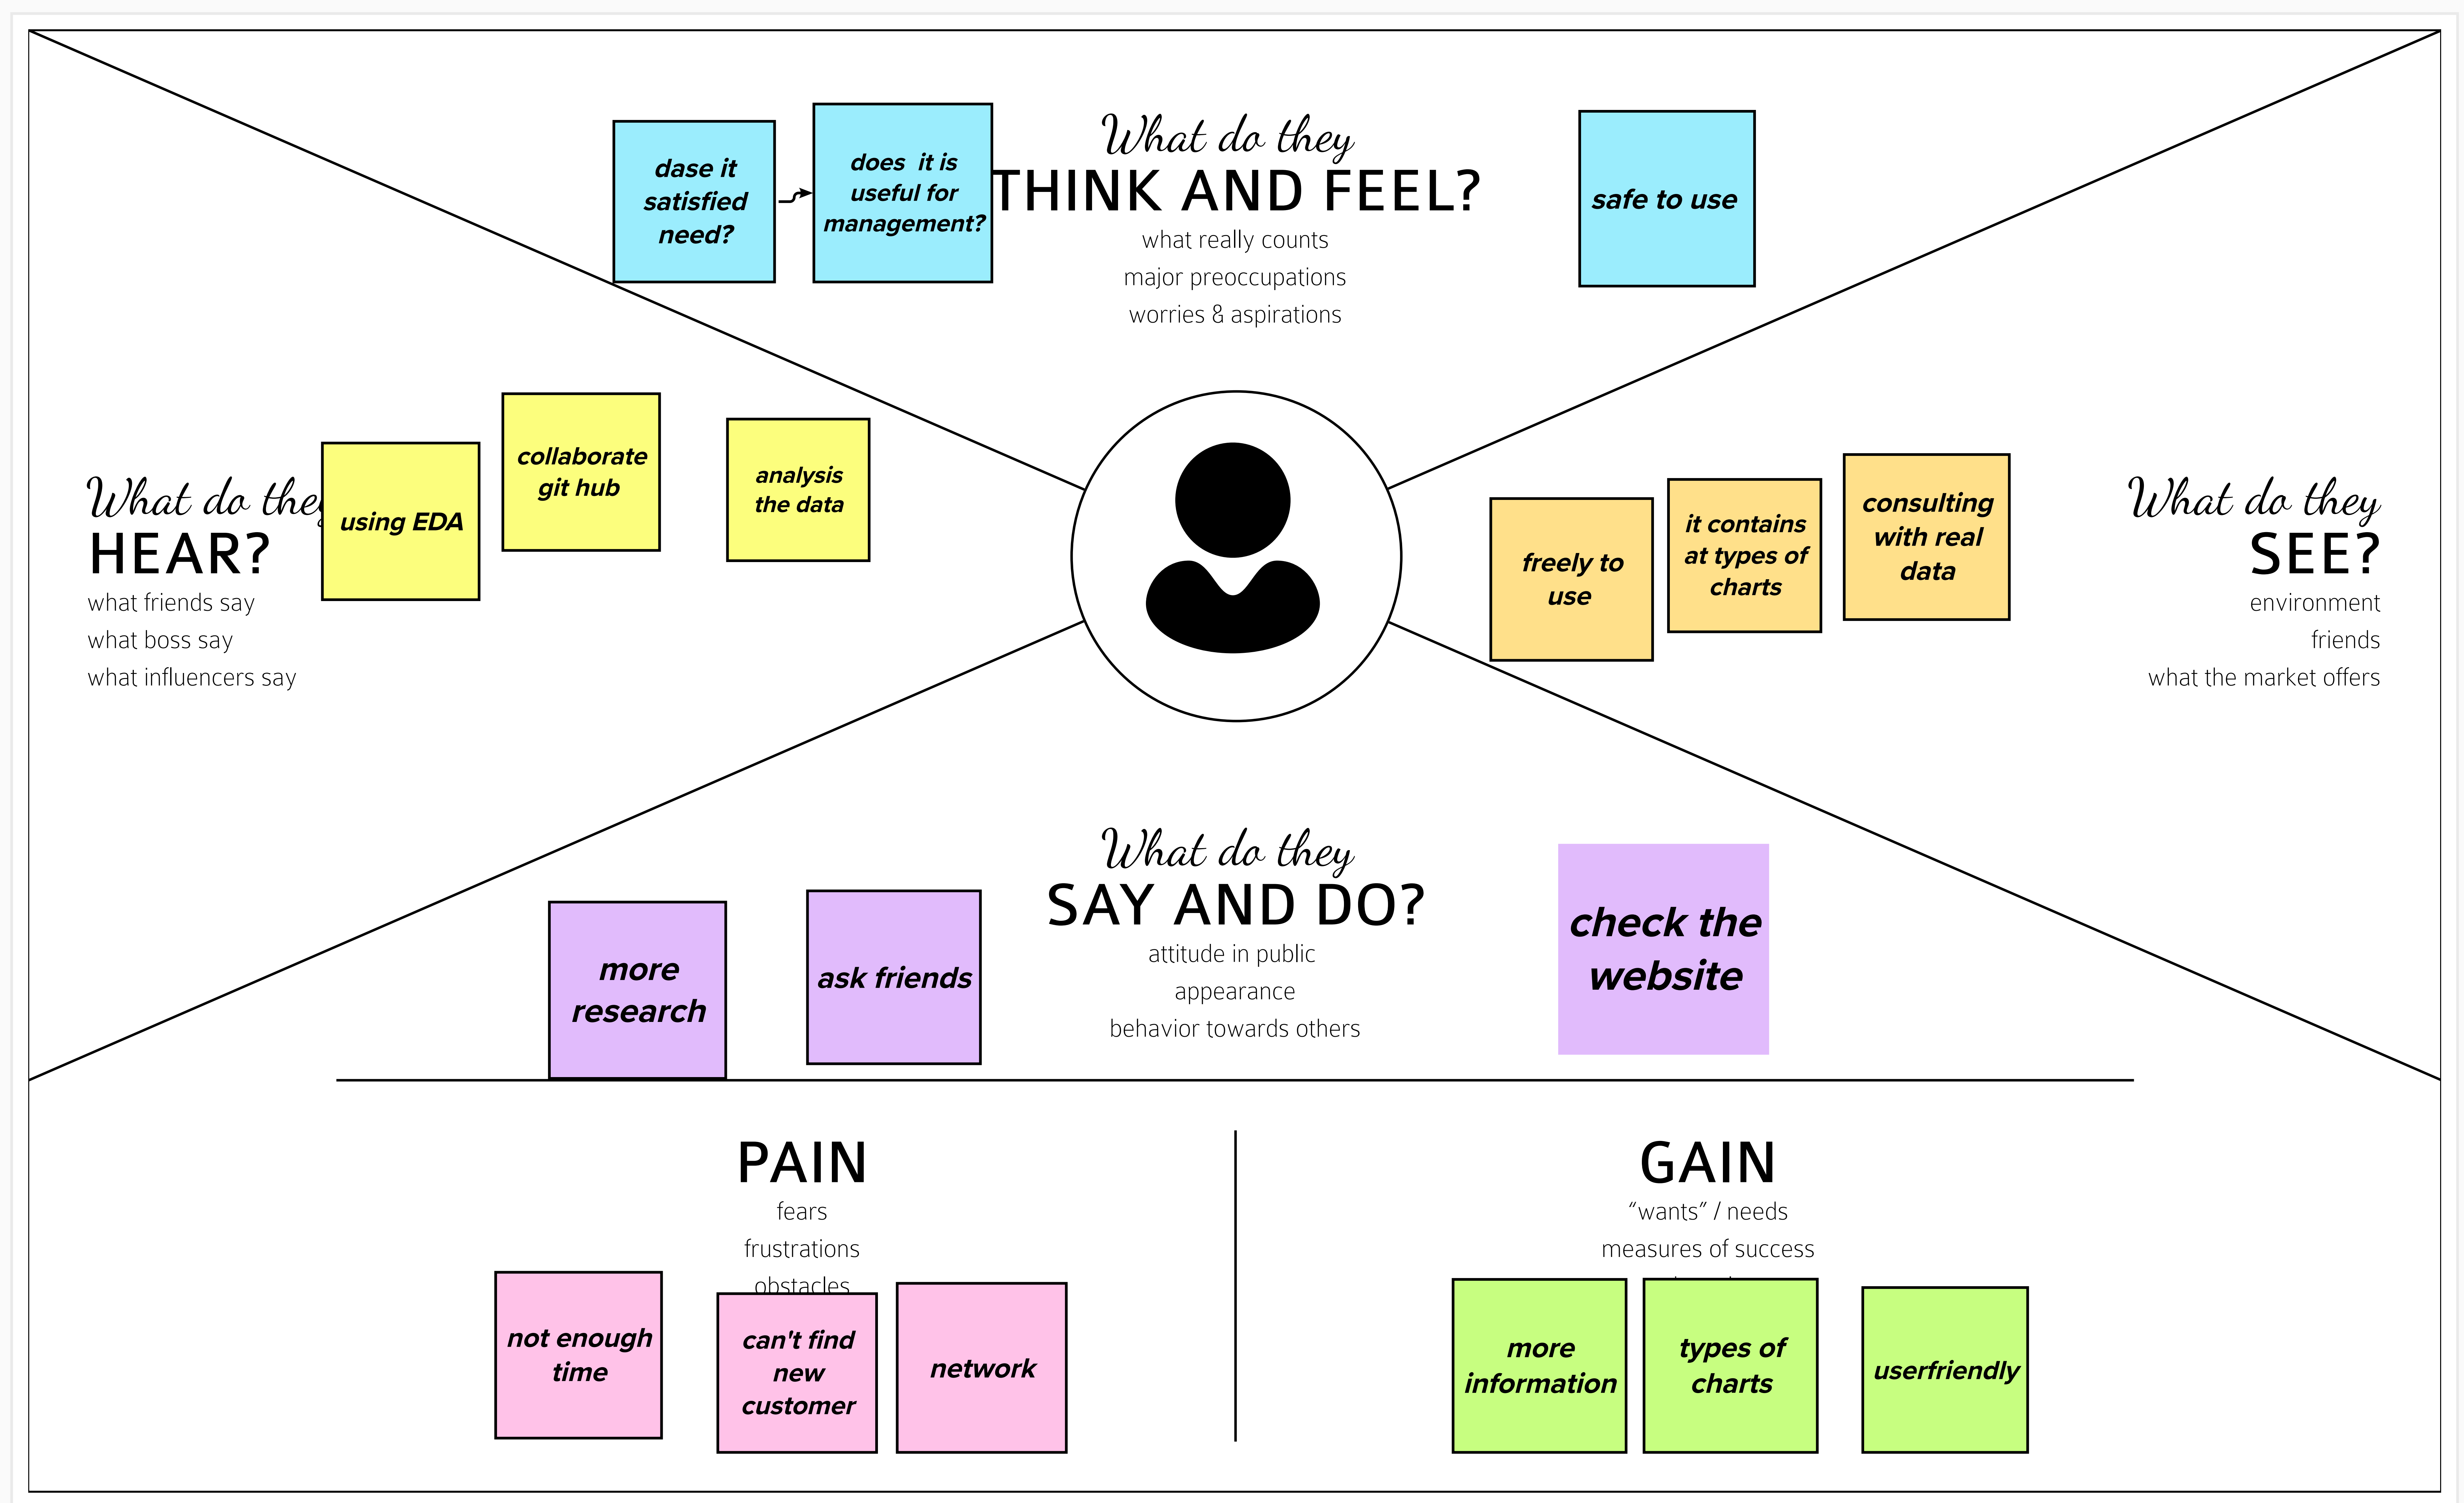 What do they
THINK AND FEEL?
what really counts
major preoccupations
worries & aspirations
dase it
satisfied
need?
does it is
useful for
management?
safe to use
What do they
HEAR?
what friends say
what boss say
what influencers say
using EDA
collaborate
git hub
analysis
the data
freely to
use
it contains
at types of
charts
consulting
with real
data
What do they
SEE?
environment
friends
what the market offers
What do they
SAY AND DO?
attitude in public
appearance
behavior towards others
more
research
ask friends
check the
website
PAIN
fears
frustrations
obstacles
not enough
time
can't find
new
customer
network
GAIN
“wants” / needs
measures of success
more
information
types of
charts
userfriendly